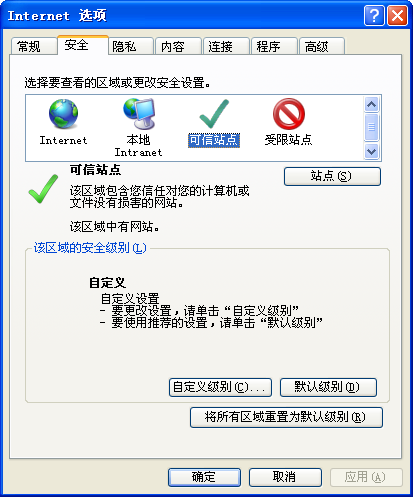 Internet 选项
常规 安全 隐私 内容 连接 程序 高级
选择要查看的区域或更改安全设置。
Internet 本地 Intranet 可信站点 受限站点
可信站点
站点(S)
该区域包含您信任对您的计算机或
文件没有损害的网站。
该区域中有网站。
该区域的安全级别(L)
自定义
自定义设置
- 要更改设置,请单击“自定义级别”
- 要使用推荐的设置,请单击“默认级别”
自定义级别(C)... 默认级别(D)
将所有区域重置为默认级别(R)
确定 取消 应用(A)